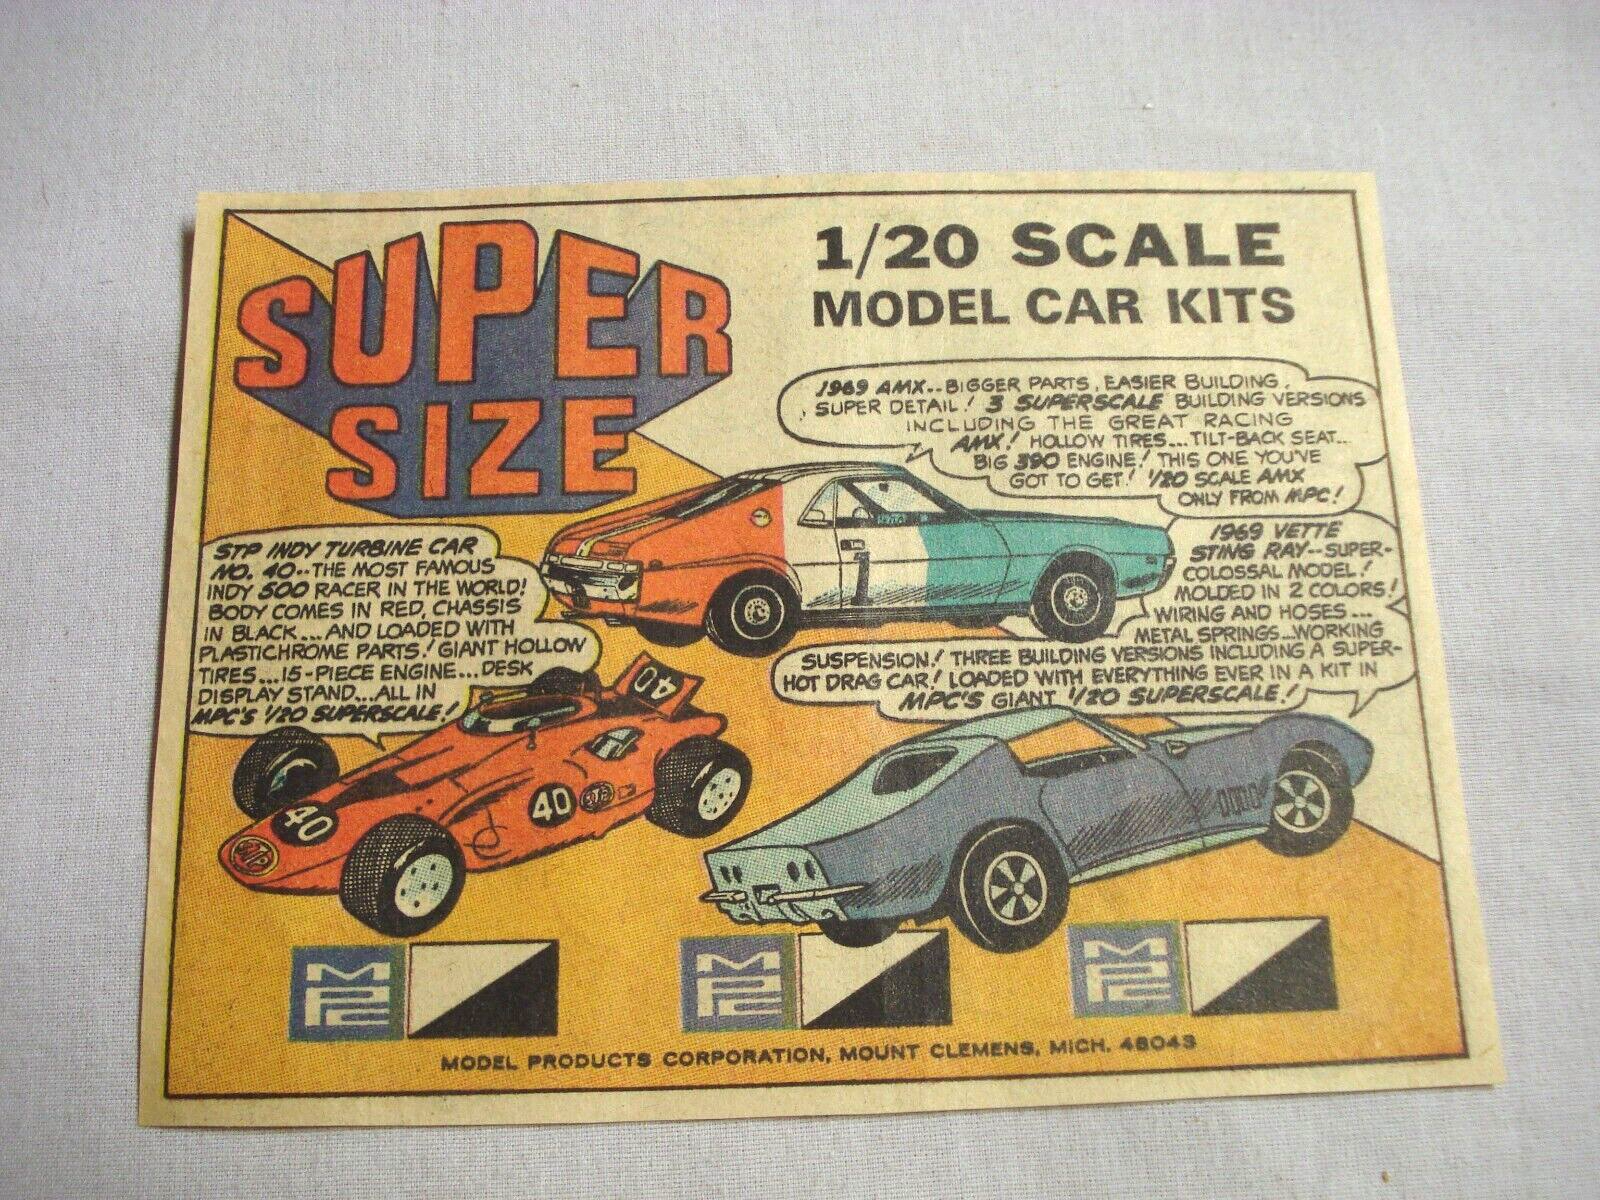 SUPER
SIZE
1/20 SCALE
MODEL CAR KITS
1969 AMX--BIGGER PARTS, EASIER BUILDING,
SUPER DETAIL! 3 SUPERSCALE BUILDING VERSIONS
INCLUDING THE GREAT RACING
AMX! HOLLOW TIRES...TILT-BACK SEAT...
BIG 390 ENGINE! THIS ONE YOU'VE
GOT TO GET! 1/20 SCALE AMX
ONLY FROM MPC!
STP INDY TURBINE CAR
NO. 40--THE MOST FAMOUS
INDY 500 RACER IN THE WORLD!
BODY COMES IN RED, CHASSIS
IN BLACK...AND LOADED WITH
PLASTICHROME PARTS! GIANT HOLLOW
TIRES...15-PIECE ENGINE...DESK
DISPLAY STAND...ALL IN
MPC'S 1/20 SUPERSCALE!
1969 VETTE
STING RAY--SUPER-
COLOSSAL MODEL!
MOLDED IN 2 COLORS!
WIRING AND HOSES...
METAL SPRINGS...WORKING
SUSPENSION! THREE BUILDING VERSIONS INCLUDING A SUPER-
HOT DRAG CAR! LOADED WITH EVERYTHING EVER IN A KIT IN
MPC'S GIANT 1/20 SUPERSCALE!
1
40
40
40
STP
STP
MPC
MPC
MPC
MODEL PRODUCTS CORPORATION, MOUNT CLEMENS, MICH. 48043